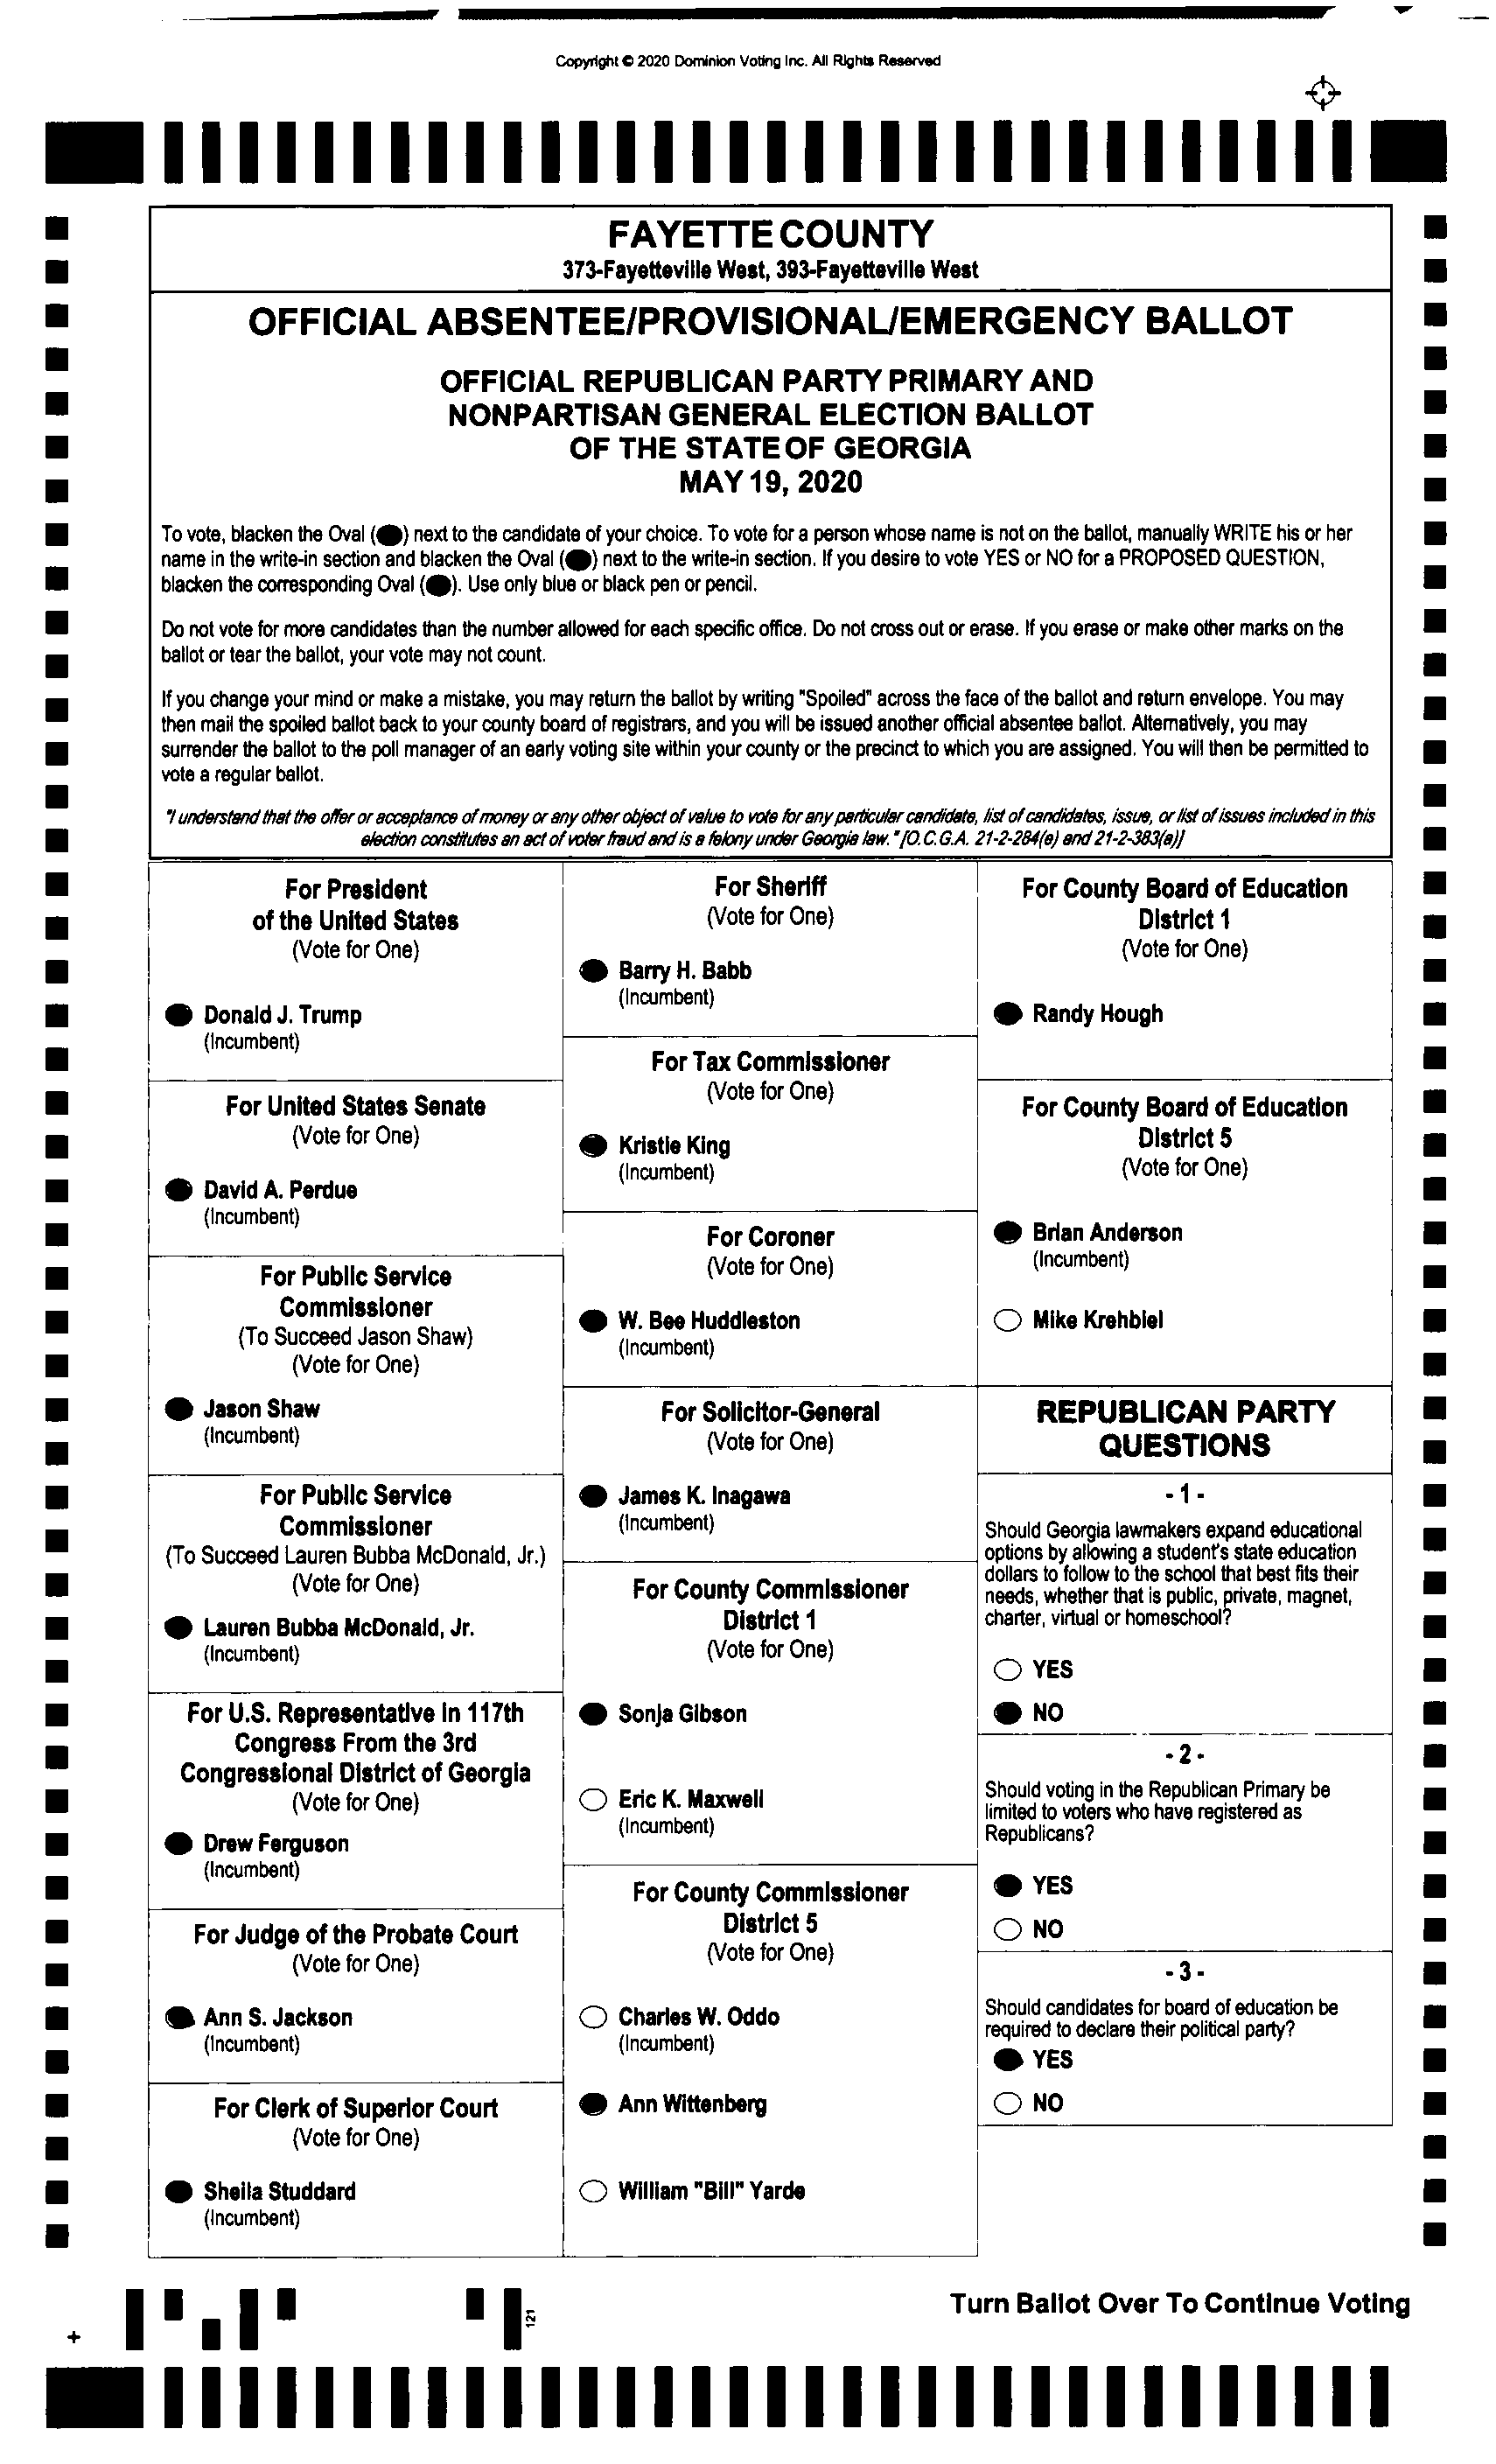 Copyright © 2020 Dominion Voting Inc. All Rights Reserved
FAYETTE COUNTY
373-Fayetteville West, 393-Fayetteville West
OFFICIAL ABSENTEE/PROVISIONAL/EMERGENCY BALLOT
OFFICIAL REPUBLICAN PARTY PRIMARY AND
NONPARTISAN GENERAL ELECTION BALLOT
OF THE STATE OF GEORGIA
MAY 19, 2020
To vote, blacken the Oval ( ) next to the candidate of your choice. To vote for a person whose name is not on the ballot, manually WRITE his or her
name in the write-in section and blacken the Oval ( ) next to the write-in section. If you desire to vote YES or NO for a PROPOSED QUESTION,
blacken the corresponding Oval ( ). Use only blue or black pen or pencil.
Do not vote for more candidates than the number allowed for each specific office. Do not cross out or erase. If you erase or make other marks on the
ballot or tear the ballot, your vote may not count.
If you change your mind or make a mistake, you may return the ballot by writing "Spoiled" across the face of the ballot and return envelope. You may
then mail the spoiled ballot back to your county board of registrars, and you will be issued another official absentee ballot. Alternatively, you may
surrender the ballot to the poll manager of an early voting site within your county or the precinct to which you are assigned. You will then be permitted to
vote a regular ballot.
"I understand that the offer or acceptance of money or any other object of value to vote for any particular candidate, list of candidates, issue, or list of issues included in this
election constitutes an act of voter fraud and is a felony under Georgia law." [O.C.G.A. 21-2-284(e) and 21-2-383(a)]
For President
of the United States
(Vote for One)
Donald J. Trump
(Incumbent)
For United States Senate
(Vote for One)
David A. Perdue
(Incumbent)
For Public Service
Commissioner
(To Succeed Jason Shaw)
(Vote for One)
Jason Shaw
(Incumbent)
For Public Service
Commissioner
(To Succeed Lauren Bubba McDonald, Jr.)
(Vote for One)
Lauren Bubba McDonald, Jr.
(Incumbent)
For U.S. Representative in 117th
Congress From the 3rd
Congressional District of Georgia
(Vote for One)
Drew Ferguson
(Incumbent)
For Judge of the Probate Court
(Vote for One)
Ann S. Jackson
(Incumbent)
For Clerk of Superior Court
(Vote for One)
Sheila Studdard
(Incumbent)
For Sheriff
(Vote for One)
Barry H. Babb
(Incumbent)
For Tax Commissioner
(Vote for One)
Kristie King
(Incumbent)
For Coroner
(Vote for One)
W. Bee Huddleston
(Incumbent)
For Solicitor-General
(Vote for One)
James K. Inagawa
(Incumbent)
For County Commissioner
District 1
(Vote for One)
Sonja Gibson
Eric K. Maxwell
(Incumbent)
For County Commissioner
District 5
(Vote for One)
Charles W. Oddo
(Incumbent)
Ann Wittenberg
William "Bill" Yarde
For County Board of Education
District 1
(Vote for One)
Randy Hough
For County Board of Education
District 5
(Vote for One)
Brian Anderson
(Incumbent)
Mike Krehbiel
REPUBLICAN PARTY
QUESTIONS
- 1 -
Should Georgia lawmakers expand educational
options by allowing a student's state education
dollars to follow to the school that best fits their
needs, whether that is public, private, magnet,
charter, virtual or homeschool?
YES
NO
- 2 -
Should voting in the Republican Primary be
limited to voters who have registered as
Republicans?
YES
NO
- 3 -
Should candidates for board of education be
required to declare their political party?
YES
NO
Turn Ballot Over To Continue Voting
121
+